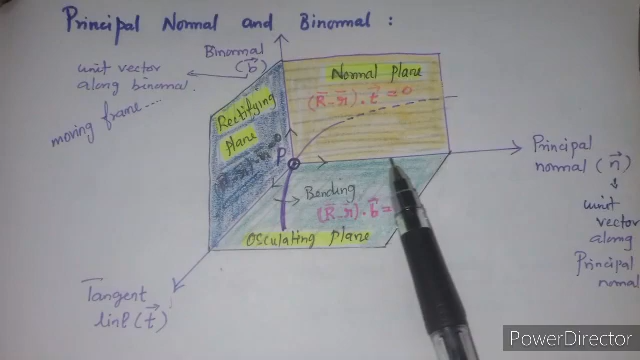 Principal Normal and Binormal :
Binormal
(b)
unit vector
along binormal.
moving frame....
Normal plane
(R-r).t=0
Rectifying
plane
P
Principal
normal (n)
unit
vector
along
Principal
normal
Bending
(R-r).b=
Osculating plane
Tangent
line (t)
PowerDirector